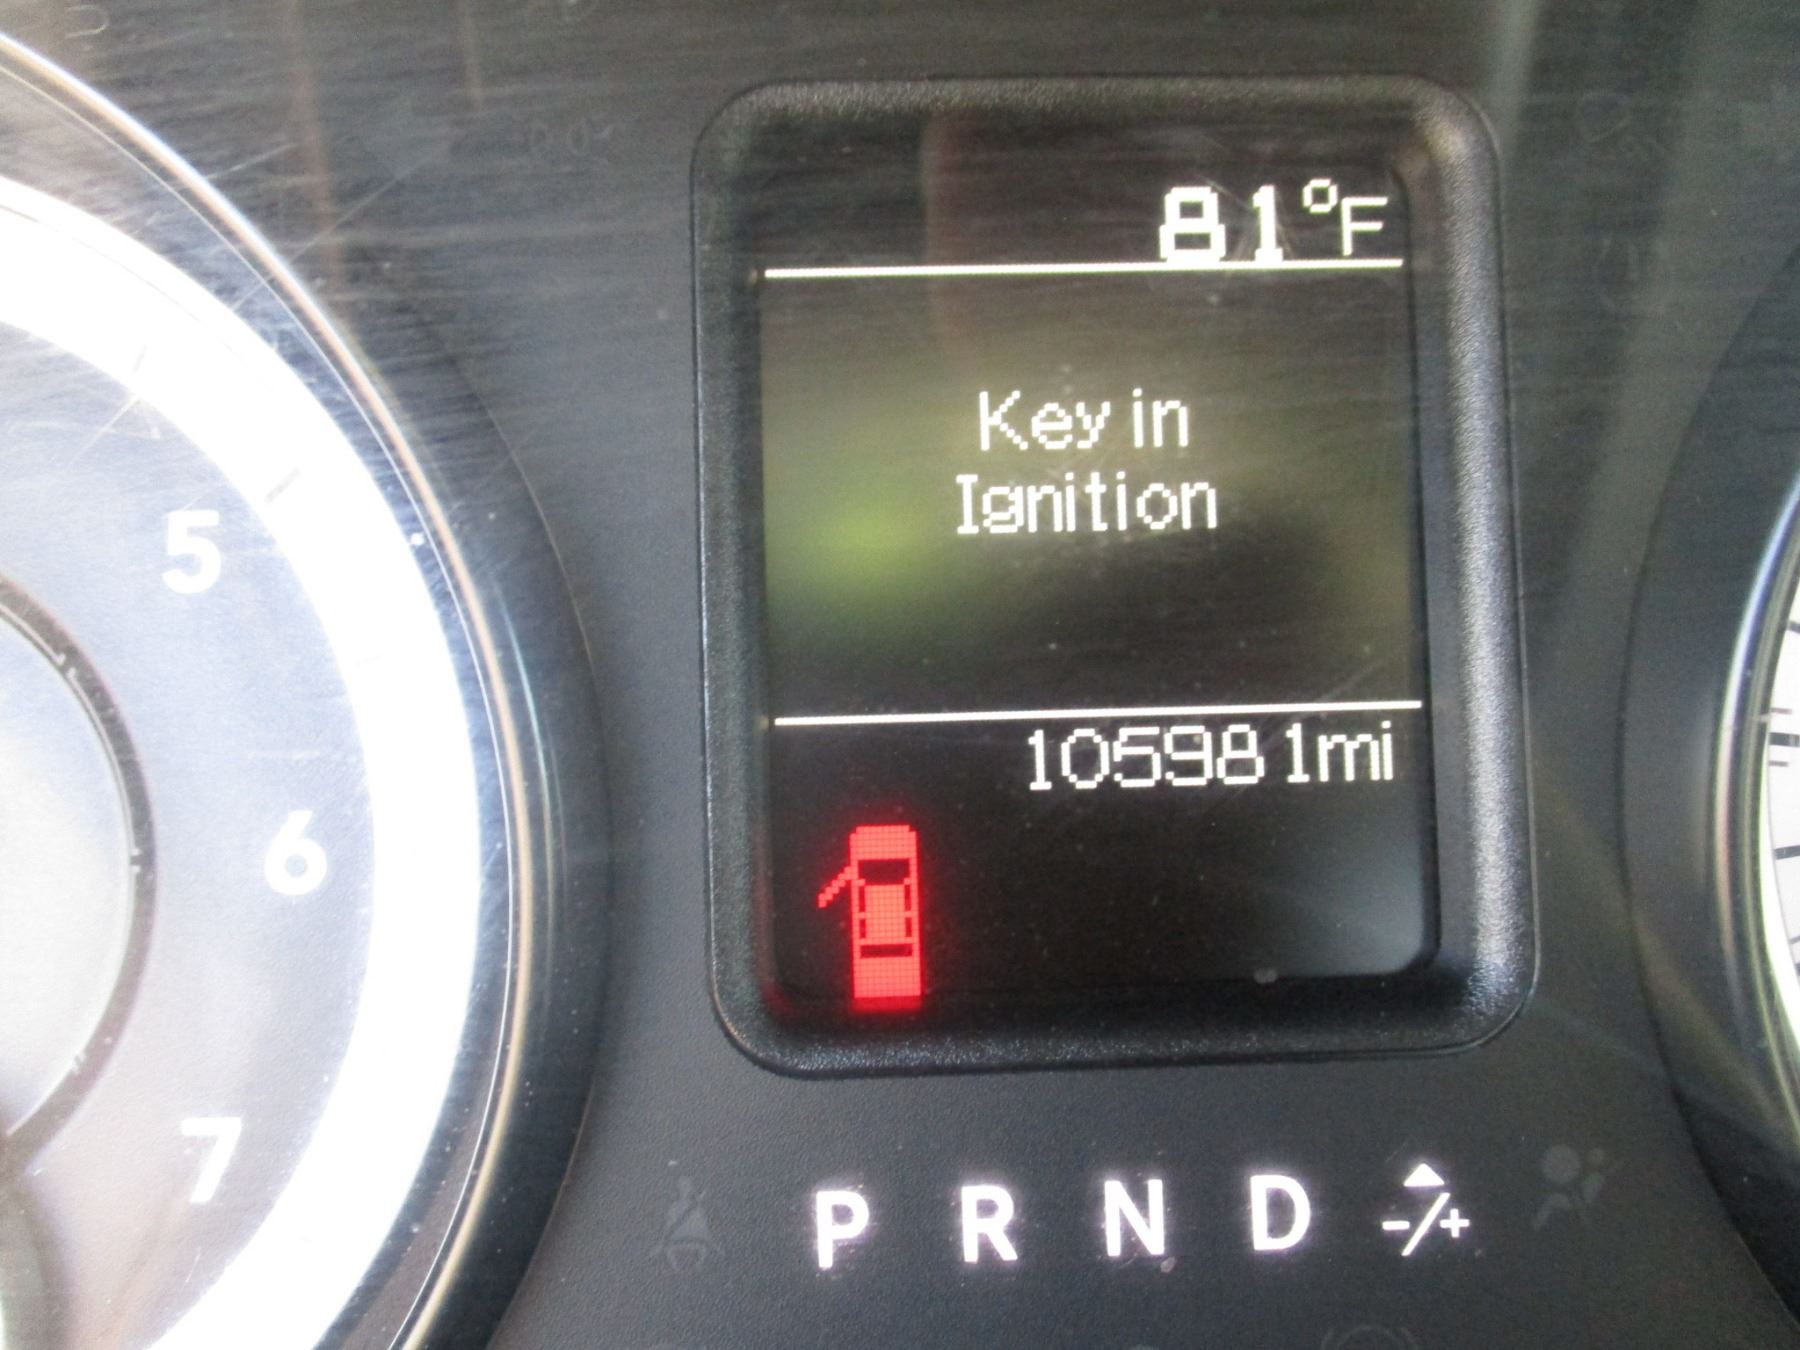 81°F
Key in
Ignition
105981mi
5
6
7
P R N D -/+